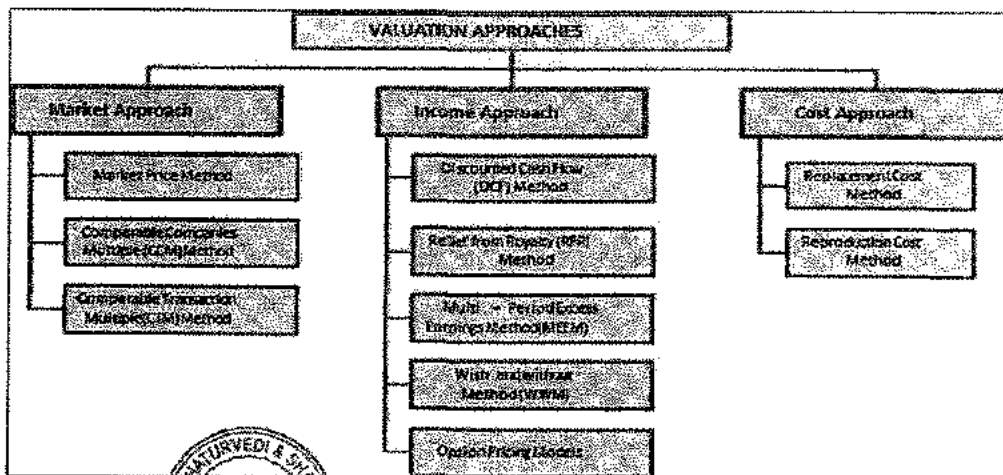 VALUATION APPROACHES
Market Approach
Income Approach
Cost Approach
Market Price Method
Comparable Companies
Multiple(CCM)Method
Comparable Transaction
Multiples(CTM)Method
Discounted Cash Flow
(DCF) Method
Relief from Royalty (RFR)
Method
Multi - Period Excess
Earnings Method(MEEM)
With and without
Method(WWM)
Option Pricing Models
Replacement Cost
Method
Reproduction Cost
Method
ATURVEDI &